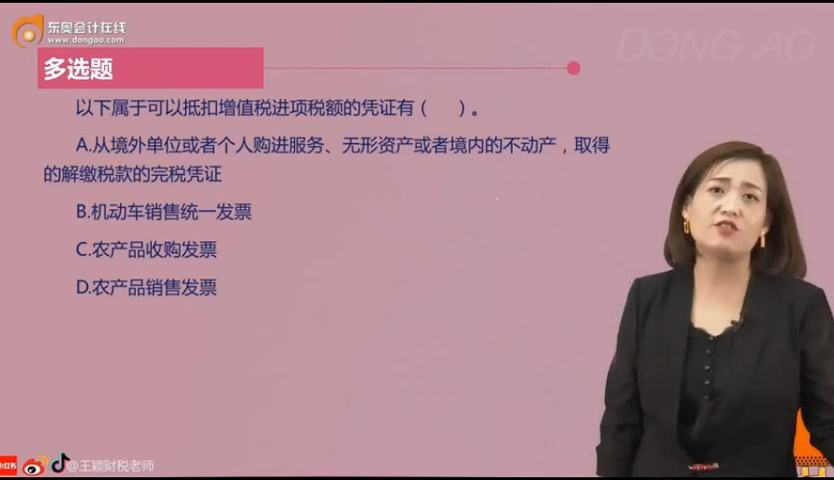 东奥会计在线
www.dongao.com
DONG AO
多选题
以下属于可以抵扣增值税进项税额的凭证有（ ）。
A.从境外单位或者个人购进服务、无形资产或者境内的不动产，取得
的解缴税款的完税凭证
B.机动车销售统一发票
C.农产品收购发票
D.农产品销售发票
小红书
@王颖财税老师